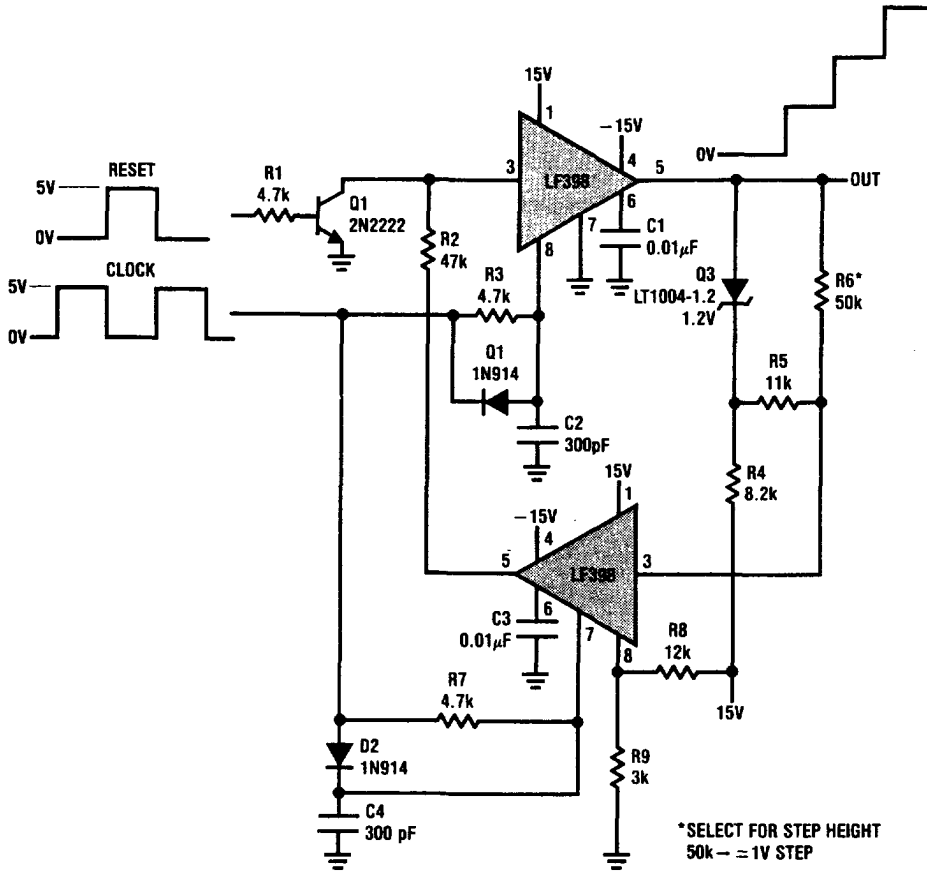 RESET
5V
0V
CLOCK
5V
0V
R1
4.7k
Q1
2N2222
R2
47k
R3
4.7k
Q1
1N914
C2
300pF
15V
1
3
LF398
8
7
-15V
4
5
6
C1
0.01µF
0V
OUT
Q3
LT1004-1.2
1.2V
R6*
50k
R5
11k
R4
8.2k
15V
1
-15V
4
5
LF398
3
6
7
8
C3
0.01µF
R8
12k
15V
R7
4.7k
D2
1N914
C4
300 pF
R9
3k
*SELECT FOR STEP HEIGHT
50k → ≃ 1V STEP